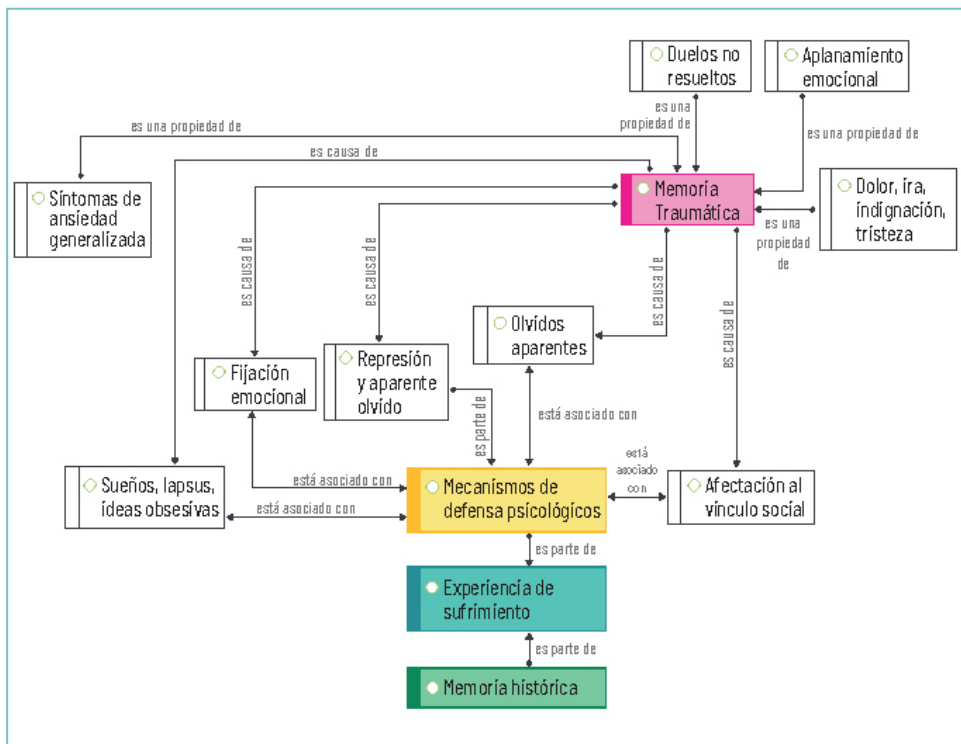 Duelos no
resueltos
Aplanamiento
emocional
es una propiedad de
es una
propiedad de
es una propiedad de
es causa de
Síntomas de
ansiedad
generalizada
Memoria
Traumática
Dolor, ira,
indignación,
tristeza
es una
propiedad
de
es causa de
es causa de
es causa de
es causa de
Olvidos
aparentes
Fijación
emocional
Represión
y aparente
olvido
es parte de
está asociado con
Sueños, lapsus,
ideas obsesivas
está asociado con
está asociado con
Mecanismos de
defensa psicológicos
está
asociado
con
Afectación al
vínculo social
es parte de
Experiencia de
sufrimiento
es parte de
Memoria histórica